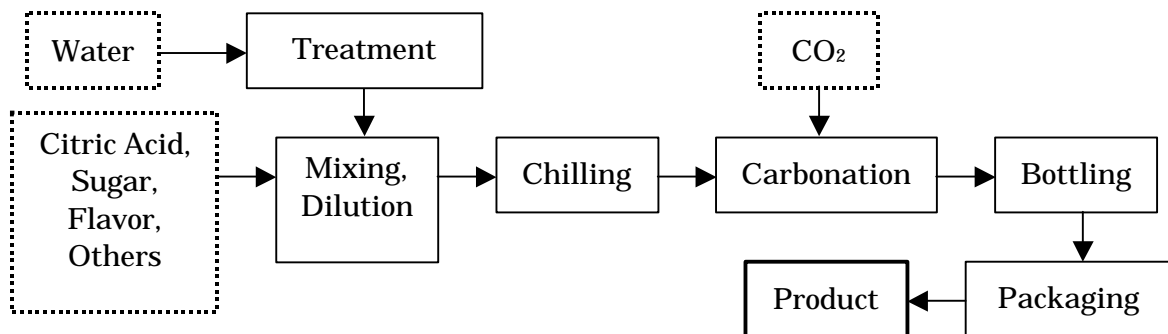 Water
Treatment
CO₂
Citric Acid,
Sugar,
Flavor,
Others
Mixing,
Dilution
Chilling
Carbonation
Bottling
Product
Packaging